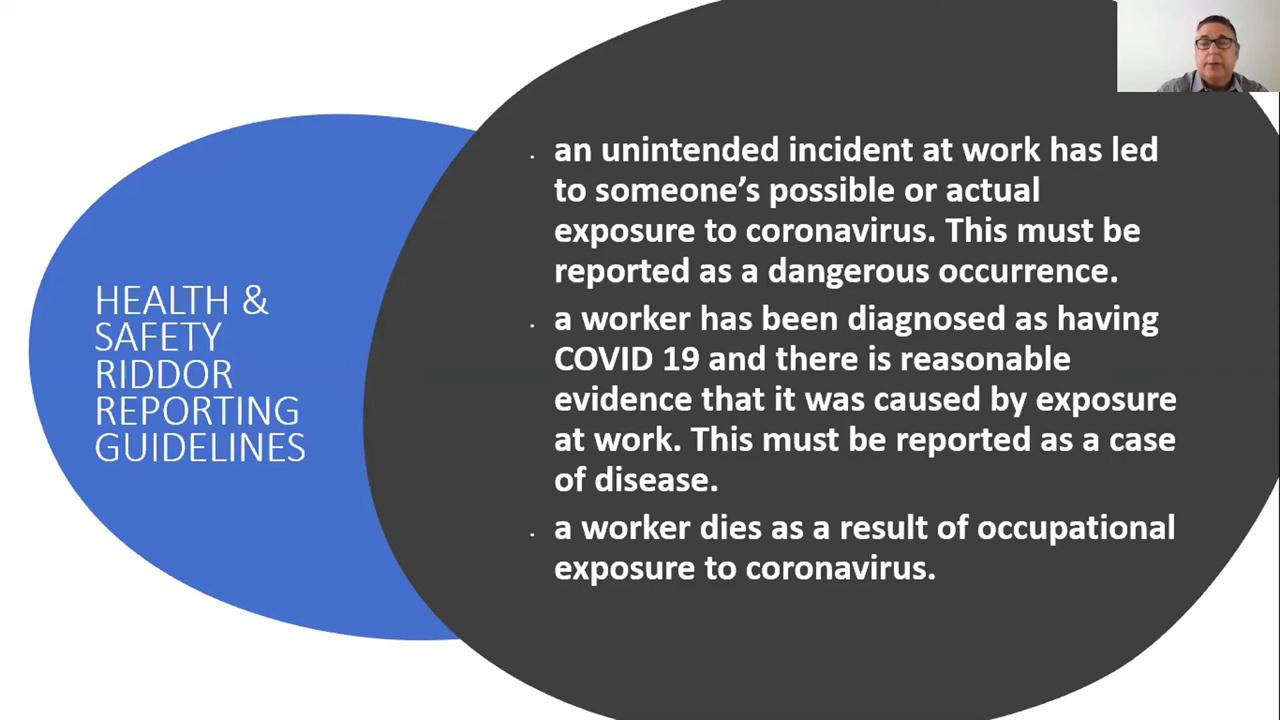 HEALTH &
SAFETY
RIDDOR
REPORTING
GUIDELINES
. an unintended incident at work has led
to someone’s possible or actual
exposure to coronavirus. This must be
reported as a dangerous occurrence.
. a worker has been diagnosed as having
COVID 19 and there is reasonable
evidence that it was caused by exposure
at work. This must be reported as a case
of disease.
. a worker dies as a result of occupational
exposure to coronavirus.